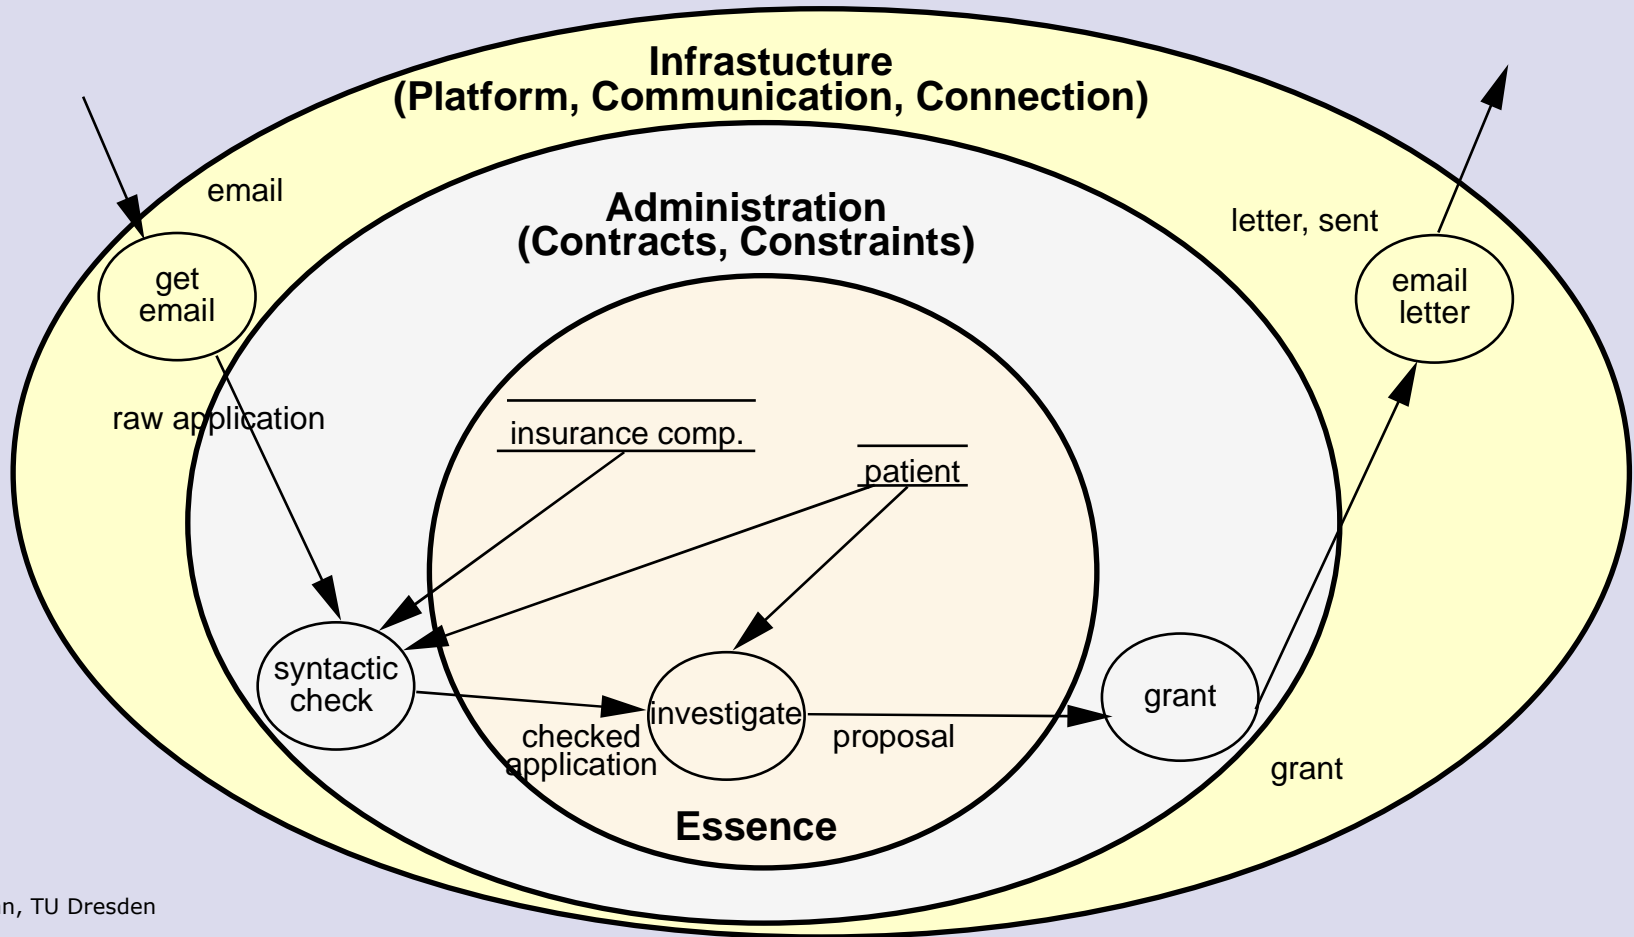 Infrastucture
(Platform, Communication, Connection)
email
Administration
(Contracts, Constraints)
letter, sent
get
email
email
letter
raw application
insurance comp.
patient
syntactic
check
investigate
grant
checked
application
proposal
grant
Essence
n, TU Dresden